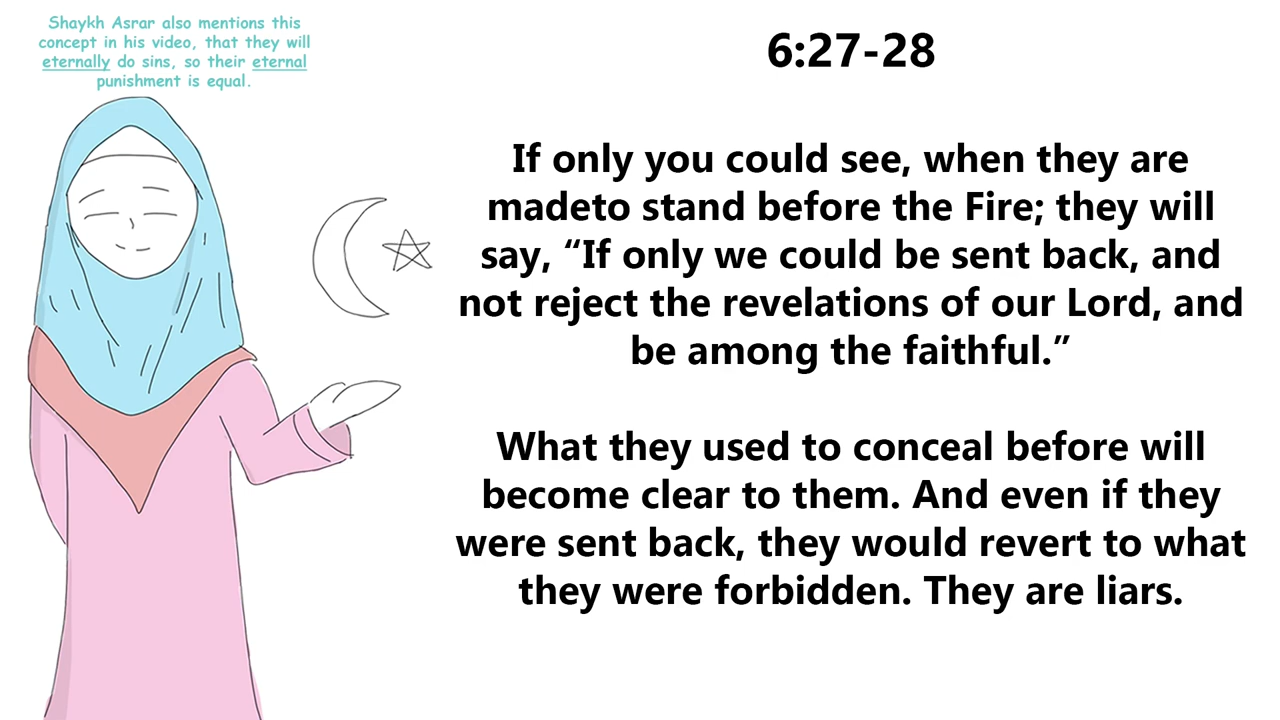 Shaykh Asrar also mentions this
concept in his video, that they will
eternally do sins, so their eternal
punishment is equal.
6:27-28
If only you could see, when they are
madeto stand before the Fire; they will
say, “If only we could be sent back, and
not reject the revelations of our Lord, and
be among the faithful.”
What they used to conceal before will
become clear to them. And even if they
were sent back, they would revert to what
they were forbidden. They are liars.